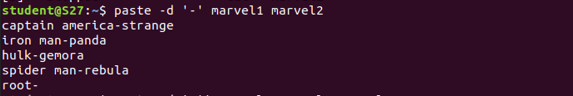 student@S27:~$ paste -d '-' marvel1 marvel2
captain america-strange
iron man-panda
hulk-gemora
spider man-rebula
root-